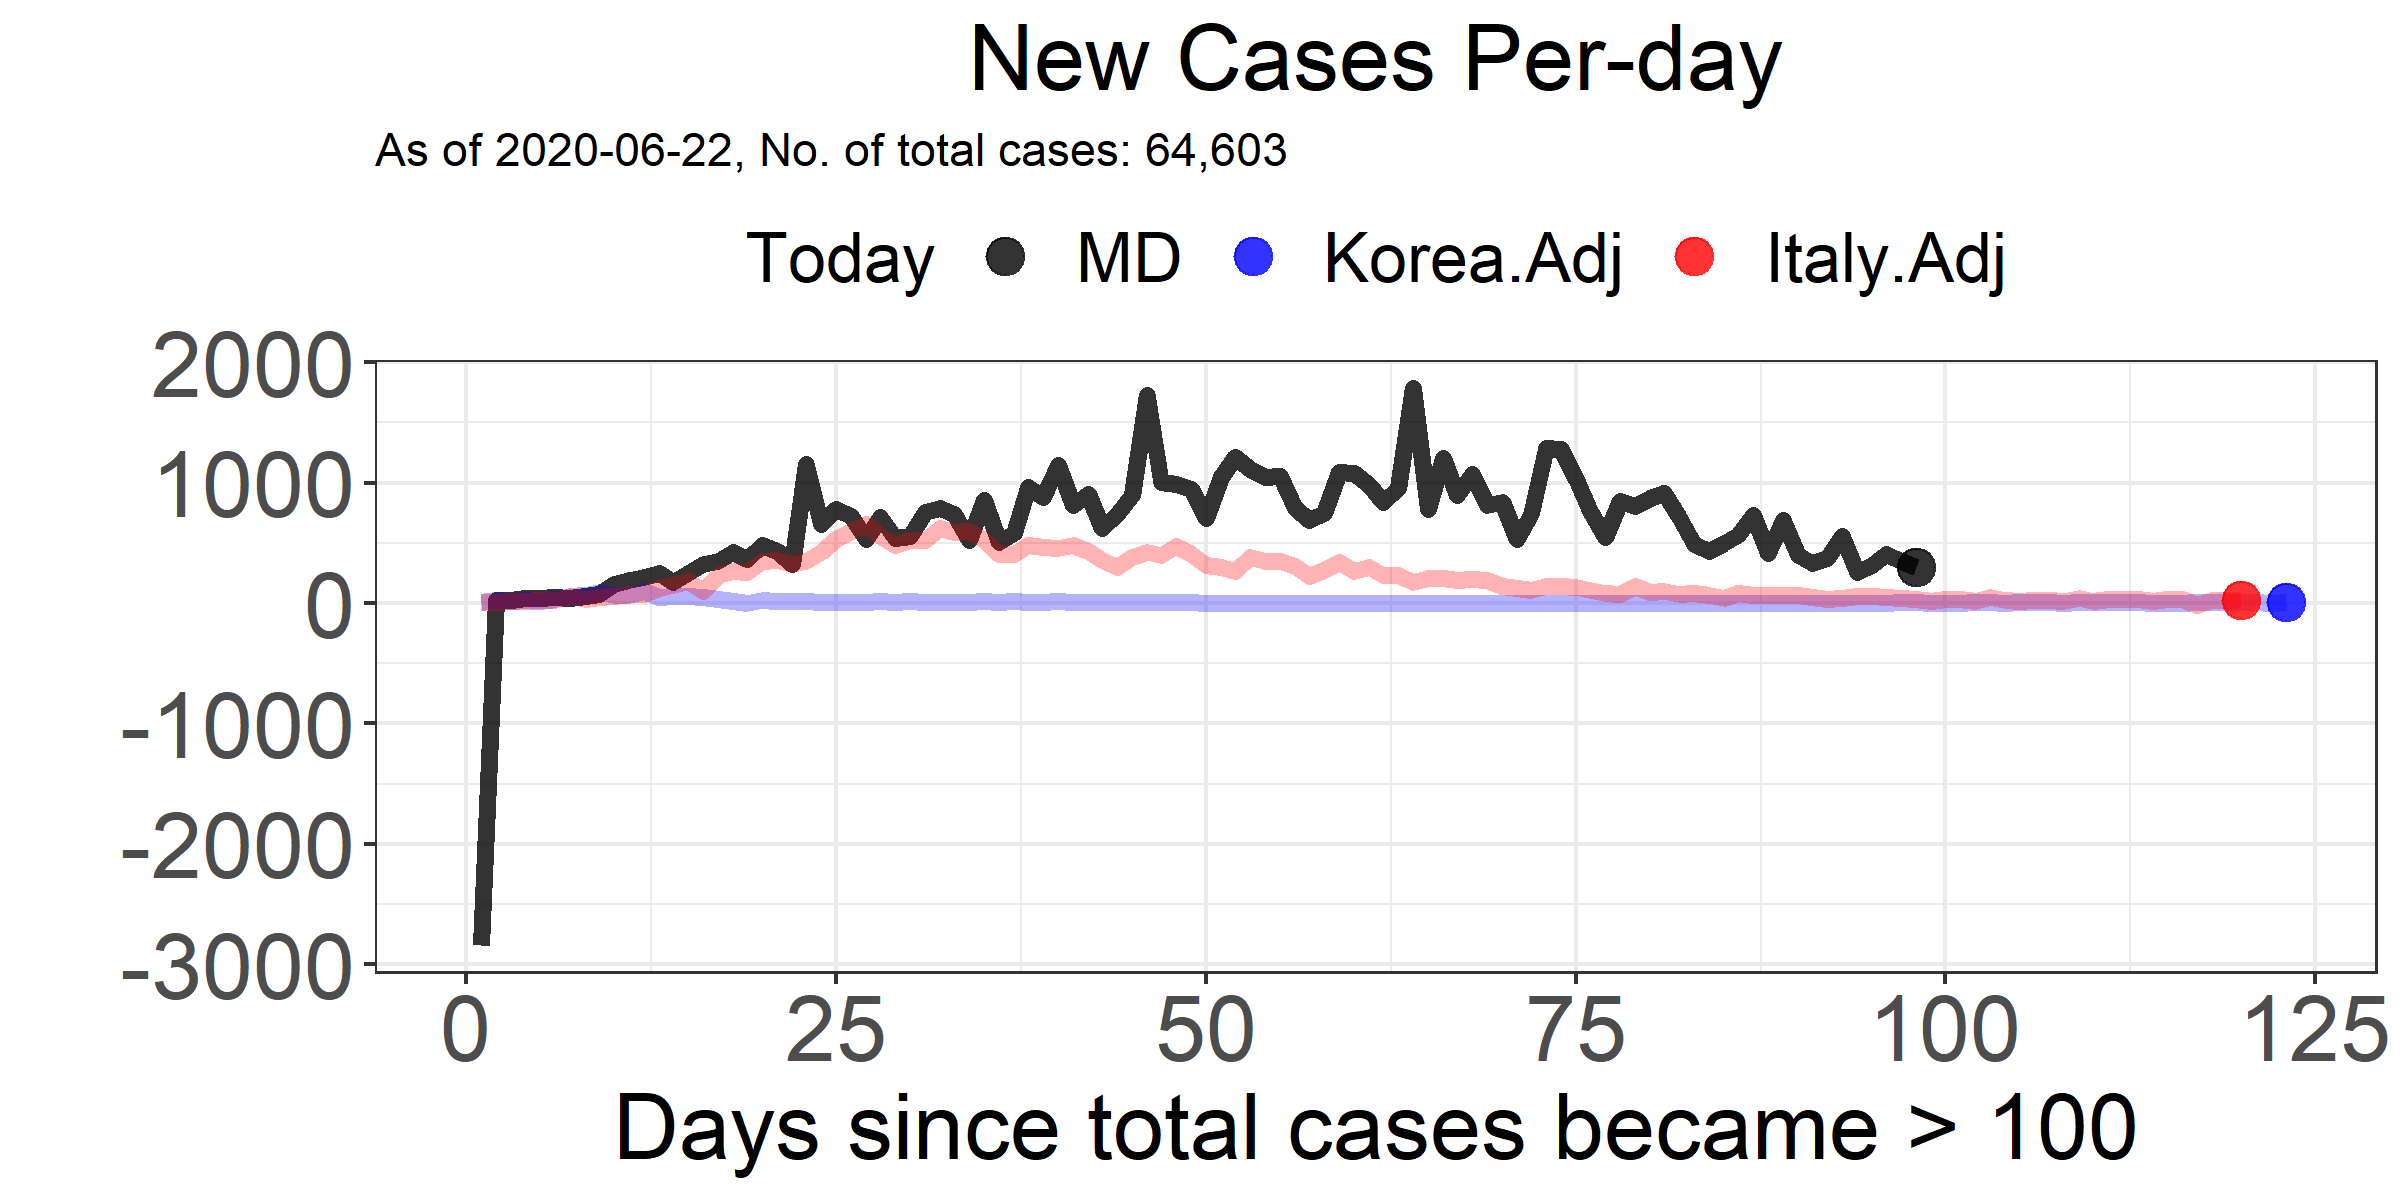 New Cases Per-day
As of 2020-06-22, No. of total cases: 64,603
Today MD Korea.Adj Italy.Adj
2000
1000
0
-1000
-2000
-3000
0 25 50 75 100 125
Days since total cases became > 100